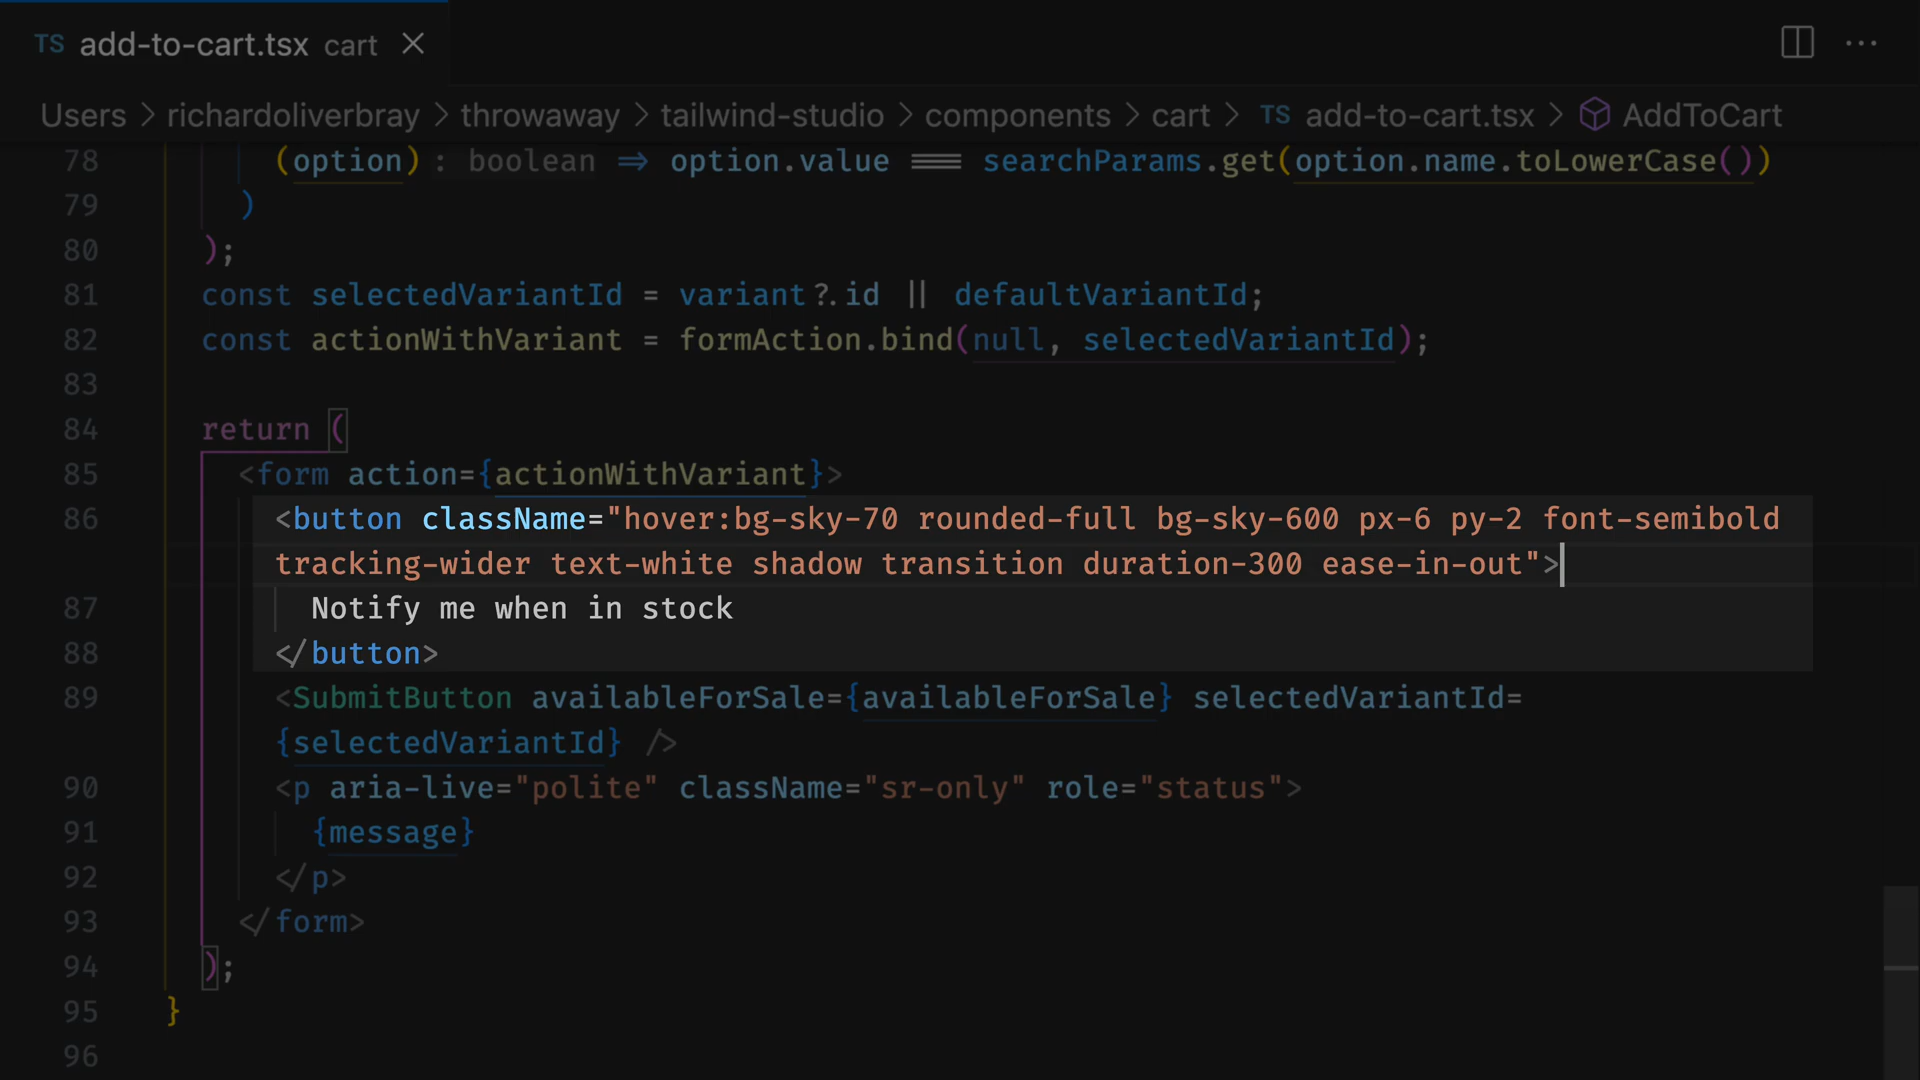 TS add-to-cart.tsx cart
Users > richardoliverbray > throwaway > tailwind-studio > components > cart > TS add-to-cart.tsx > AddToCart
78 (option) : boolean => option.value === searchParams.get(option.name.toLowerCase())
79 )
80 );
81 const selectedVariantId = variant?.id || defaultVariantId;
82 const actionWithVariant = formAction.bind(null, selectedVariantId);
83
84 return (
85 <form action={actionWithVariant}>
86 <button className="hover:bg-sky-70 rounded-full bg-sky-600 px-6 py-2 font-semibold
tracking-wider text-white shadow transition duration-300 ease-in-out">
87 Notify me when in stock
88 </button>
89 <SubmitButton availableForSale={availableForSale} selectedVariantId=
{selectedVariantId} />
90 <p aria-live="polite" className="sr-only" role="status">
91 {message}
92 </p>
93 </form>
94 );
95 }
96